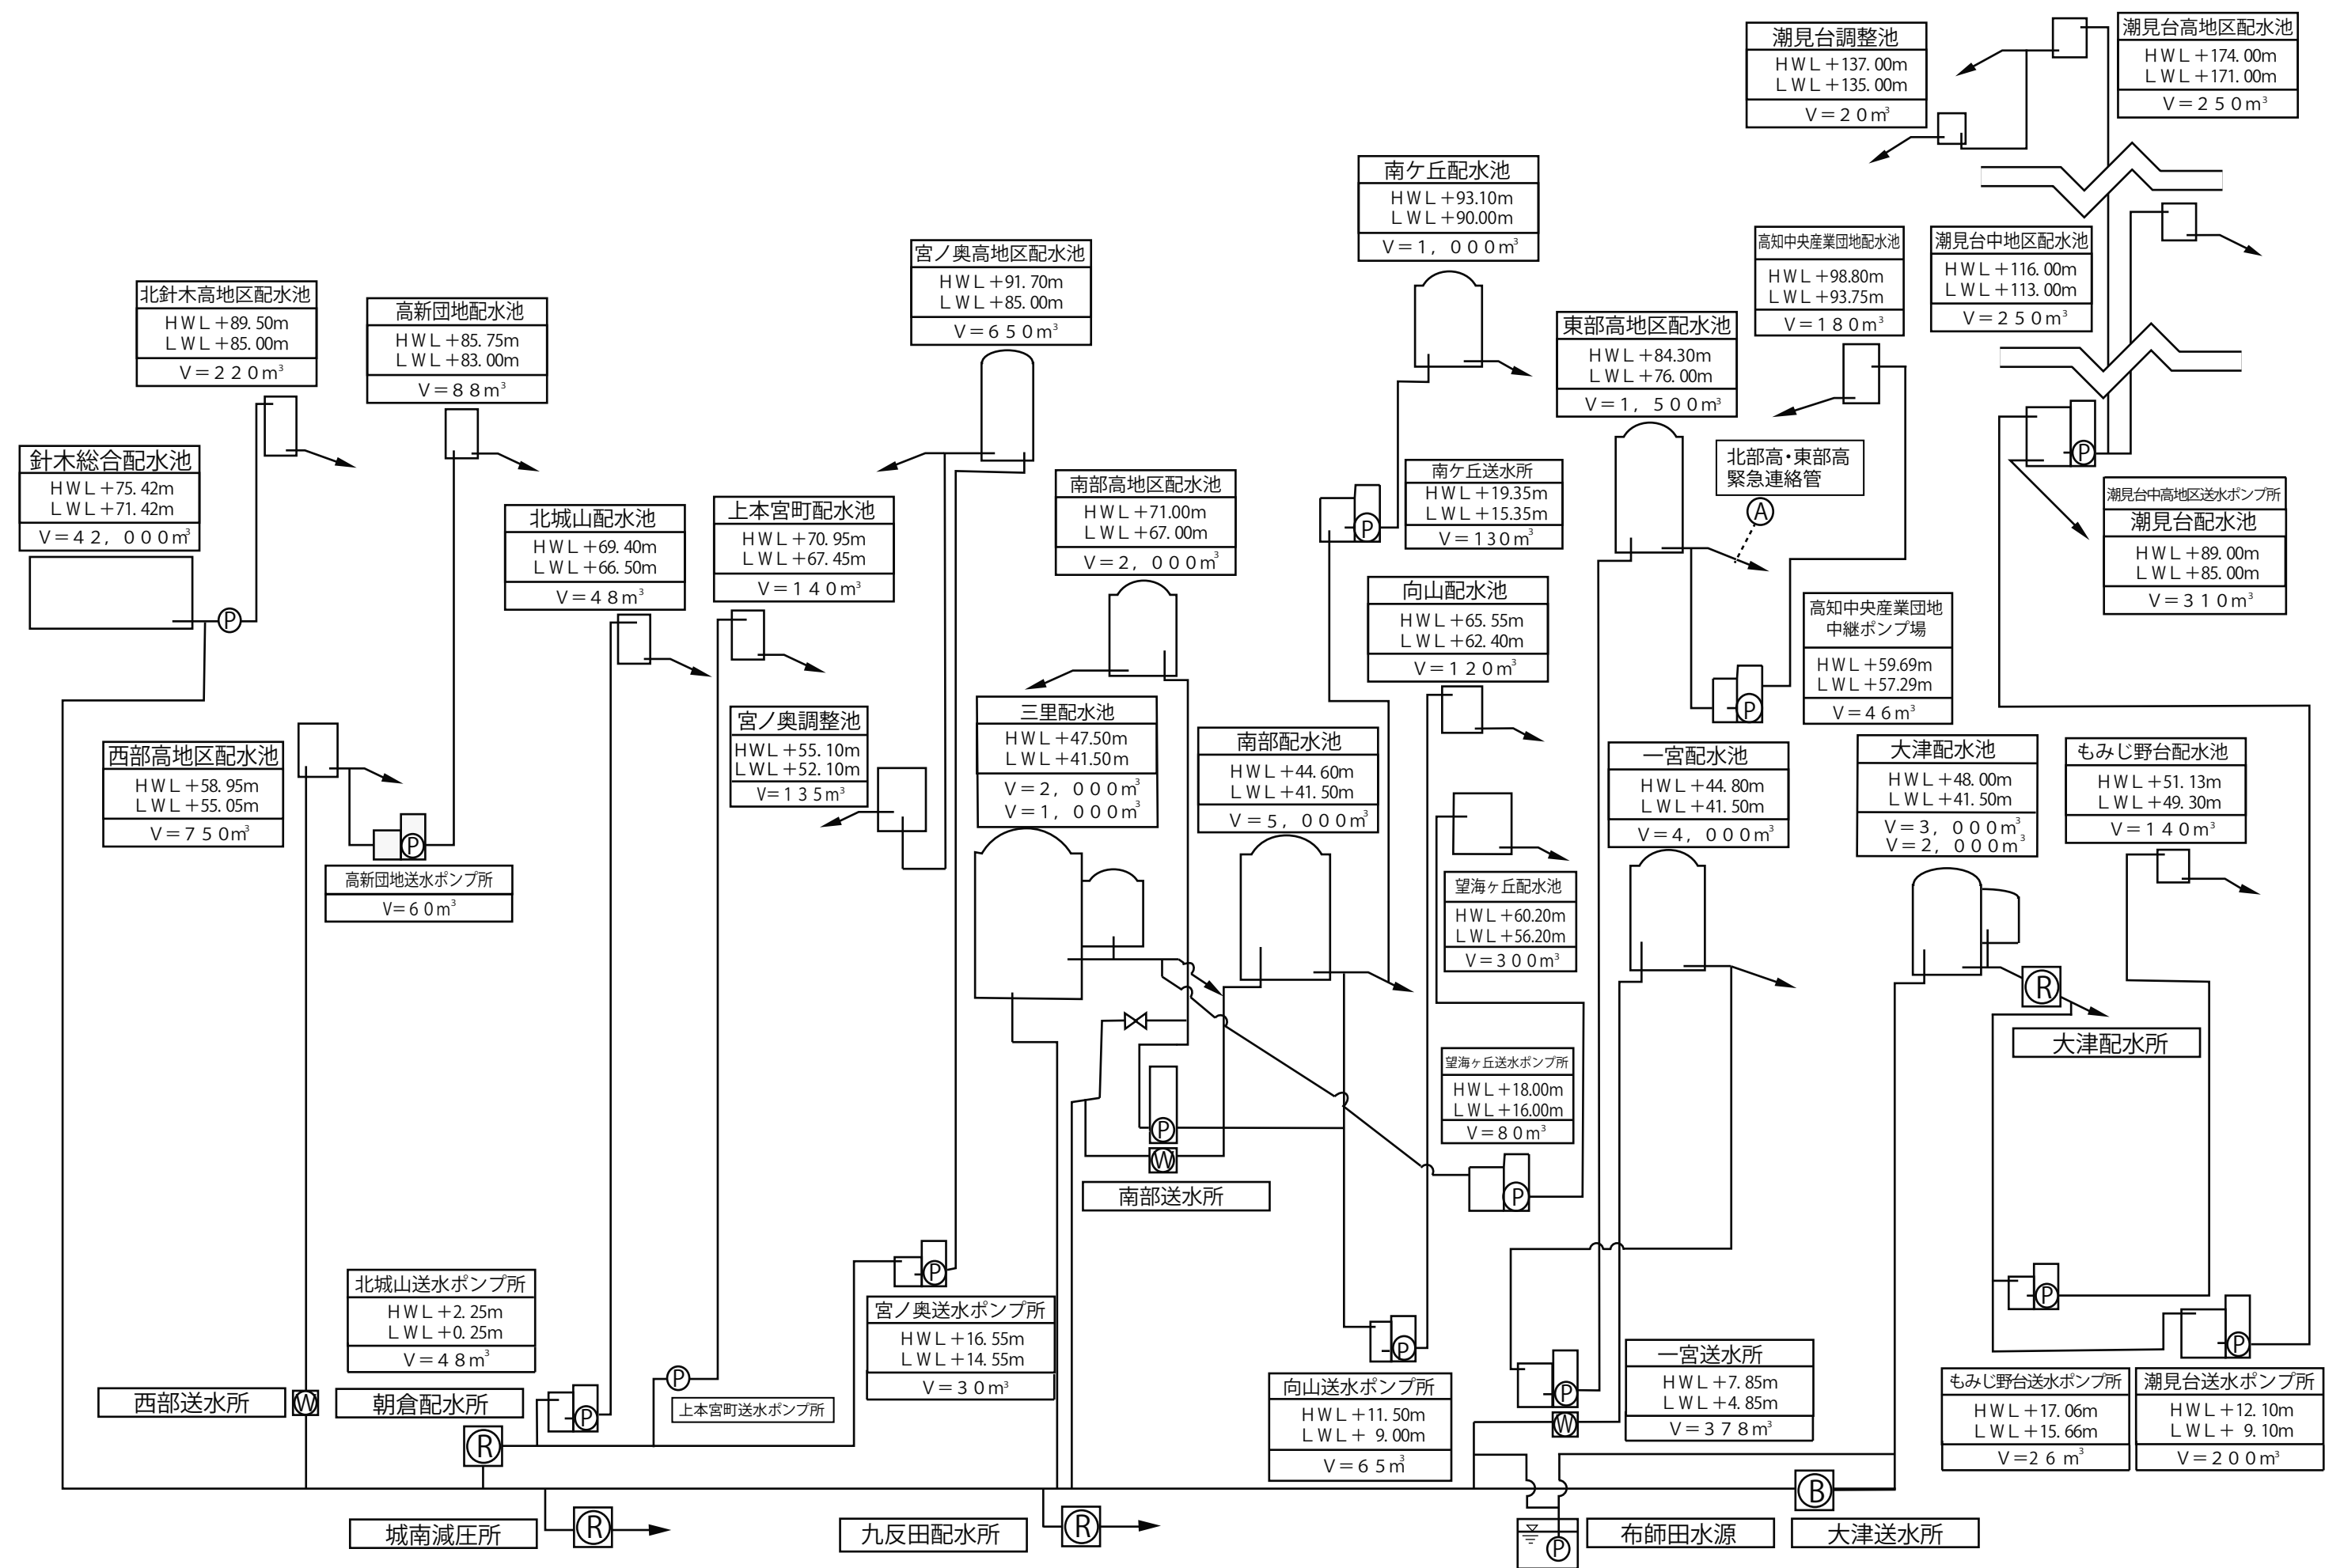 潮見台調整池
ＨＷＬ＋137. 00m
ＬＷＬ＋135. 00m
Ｖ＝２０㎥
潮見台高地区配水池
ＨＷＬ＋174. 00m
ＬＷＬ＋171. 00m
Ｖ＝２５０㎥
南ケ丘配水池
ＨＷＬ＋93.10m
ＬＷＬ＋90.00m
Ｖ＝１，０００㎥
高知中央産業団地配水池
ＨＷＬ＋98.80m
ＬＷＬ＋93.75m
Ｖ＝１８０㎥
潮見台中地区配水池
ＨＷＬ＋116. 00m
ＬＷＬ＋113. 00m
Ｖ＝２５０㎥
宮ノ奥高地区配水池
ＨＷＬ＋91. 70m
ＬＷＬ＋85. 00m
Ｖ＝６５０㎥
北針木高地区配水池
ＨＷＬ＋89. 50m
ＬＷＬ＋85. 00m
Ｖ＝２２０㎥
高新団地配水池
ＨＷＬ＋85. 75m
ＬＷＬ＋83. 00m
Ｖ＝８８㎥
東部高地区配水池
ＨＷＬ＋84.30m
ＬＷＬ＋76. 00m
Ｖ＝１，５００㎥
針木総合配水池
ＨＷＬ＋75. 42m
ＬＷＬ＋71. 42m
Ｖ＝４２，０００㎥
P
北城山配水池
ＨＷＬ＋69. 40m
ＬＷＬ＋66. 50m
Ｖ＝４８㎥
上本宮町配水池
ＨＷＬ＋70. 95m
ＬＷＬ＋67. 45m
Ｖ＝１４０㎥
南部高地区配水池
ＨＷＬ＋71.00m
ＬＷＬ＋67. 00m
Ｖ＝２，０００㎥
P
南ケ丘送水所
ＨＷＬ＋19.35m
ＬＷＬ＋15.35m
Ｖ＝１３０㎥
北部高・東部高
緊急連絡管
A
P
潮見台中高地区送水ポンプ所
潮見台配水池
ＨＷＬ＋89. 00m
ＬＷＬ＋85. 00m
Ｖ＝３１０㎥
向山配水池
ＨＷＬ＋65. 55m
ＬＷＬ＋62. 40m
Ｖ＝１２０㎥
高知中央産業団地
中継ポンプ場
ＨＷＬ＋59.69m
ＬＷＬ＋57.29m
Ｖ＝４６㎥
P
西部高地区配水池
ＨＷＬ＋58. 95m
ＬＷＬ＋55. 05m
Ｖ＝７５０㎥
P
高新団地送水ポンプ所
Ｖ＝６０㎥
宮ノ奥調整池
ＨＷＬ＋55. 10m
ＬＷＬ＋52. 10m
Ｖ＝１３５㎥
三里配水池
ＨＷＬ＋47.50m
ＬＷＬ＋41.50m
Ｖ＝２，０００㎥
Ｖ＝１，０００㎥
南部配水池
ＨＷＬ＋44. 60m
ＬＷＬ＋41. 50m
Ｖ＝５，０００㎥
望海ヶ丘配水池
ＨＷＬ＋60.20m
ＬＷＬ＋56.20m
Ｖ＝３００㎥
一宮配水池
ＨＷＬ＋44. 80m
ＬＷＬ＋41. 50m
Ｖ＝４，０００㎥
大津配水池
ＨＷＬ＋48. 00m
ＬＷＬ＋41. 50m
Ｖ＝３，０００㎥
Ｖ＝２，０００㎥
もみじ野台配水池
ＨＷＬ＋51. 13m
ＬＷＬ＋49. 30m
Ｖ＝１４０㎥
R
大津配水所
P
W
南部送水所
望海ヶ丘送水ポンプ所
ＨＷＬ＋18.00m
ＬＷＬ＋16.00m
Ｖ＝８０㎥
P
北城山送水ポンプ所
ＨＷＬ＋2. 25m
ＬＷＬ＋0. 25m
Ｖ＝４８㎥
P
宮ノ奥送水ポンプ所
ＨＷＬ＋16. 55m
ＬＷＬ＋14. 55m
Ｖ＝３０㎥
P
P
西部送水所
W
朝倉配水所
P
R
P
上本宮町送水ポンプ所
P
向山送水ポンプ所
ＨＷＬ＋11. 50m
ＬＷＬ＋ 9. 00m
Ｖ＝６５㎥
P
W
一宮送水所
ＨＷＬ＋7. 85m
ＬＷＬ＋4. 85m
Ｖ＝３７８㎥
もみじ野台送水ポンプ所
ＨＷＬ＋17. 06m
ＬＷＬ＋15. 66m
Ｖ＝２６ ㎥
潮見台送水ポンプ所
ＨＷＬ＋12. 10m
ＬＷＬ＋ 9. 10m
Ｖ＝２００㎥
B
城南減圧所
R
九反田配水所
R
P
布師田水源
大津送水所